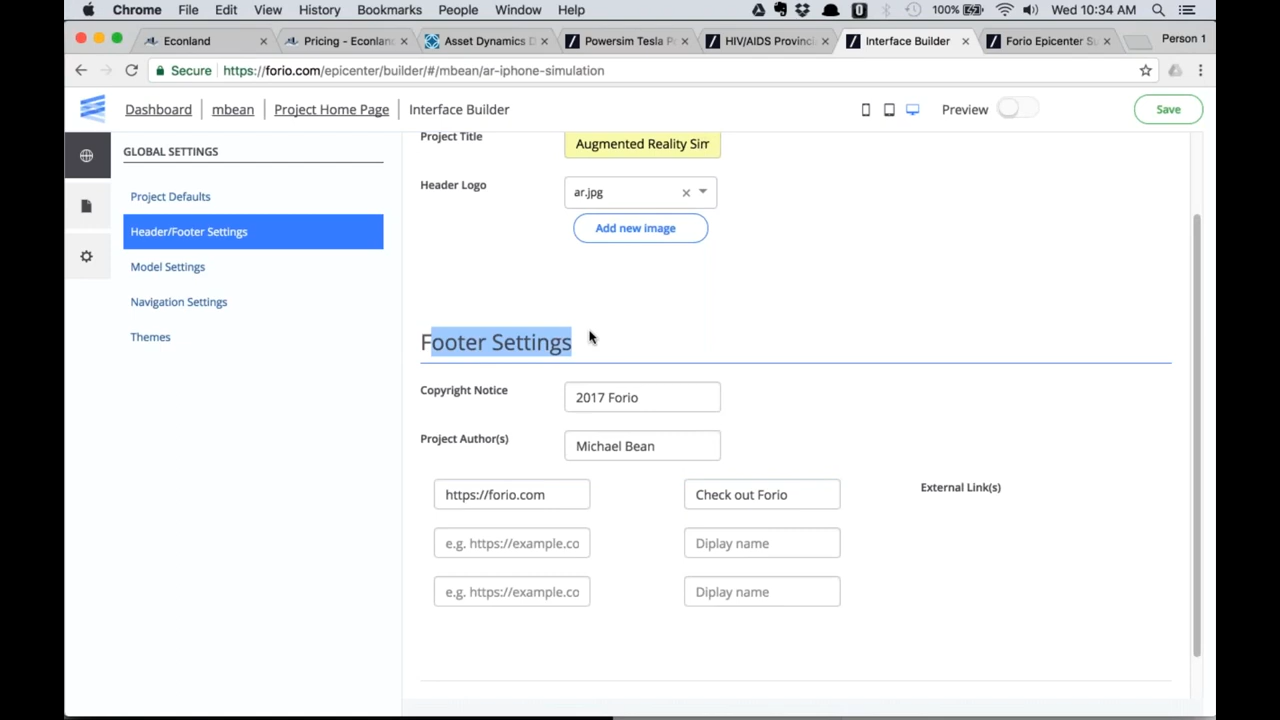 Chrome File Edit View History Bookmarks People Window Help 100% Wed 10:34 AM
Econland Pricing - Econlan Asset Dynamics D Powersim Tesla P HIV/AIDS Provinci Interface Builder Forio Epicenter Su Person 1
Secure https://forio.com/epicenter/builder/#/mbean/ar-iphone-simulation
Dashboard mbean Project Home Page Interface Builder Preview Save
GLOBAL SETTINGS
Project Defaults
Header/Footer Settings
Model Settings
Navigation Settings
Themes
Project Title Augmented Reality Sim
Header Logo ar.jpg
Add new image
Footer Settings
Copyright Notice 2017 Forio
Project Author(s) Michael Bean
https://forio.com Check out Forio External Link(s)
e.g. https://example.co Diplay name
e.g. https://example.co Diplay name